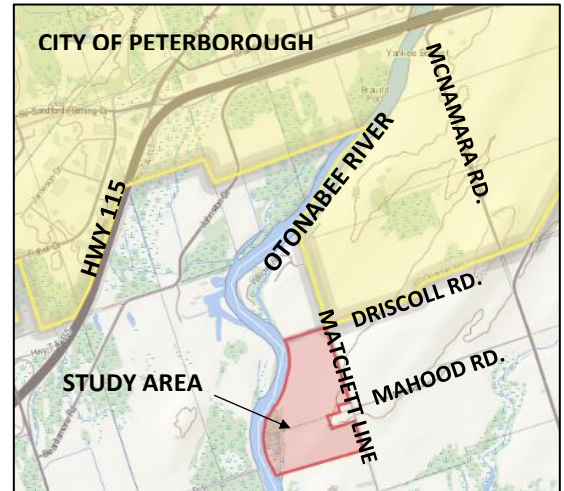 CITY OF PETERBOROUGH
MCNAMARA RD.
HWY 115
OTONABEE RIVER
DRISCOLL RD.
MATCHETT LINE
MAHOOD RD.
STUDY AREA